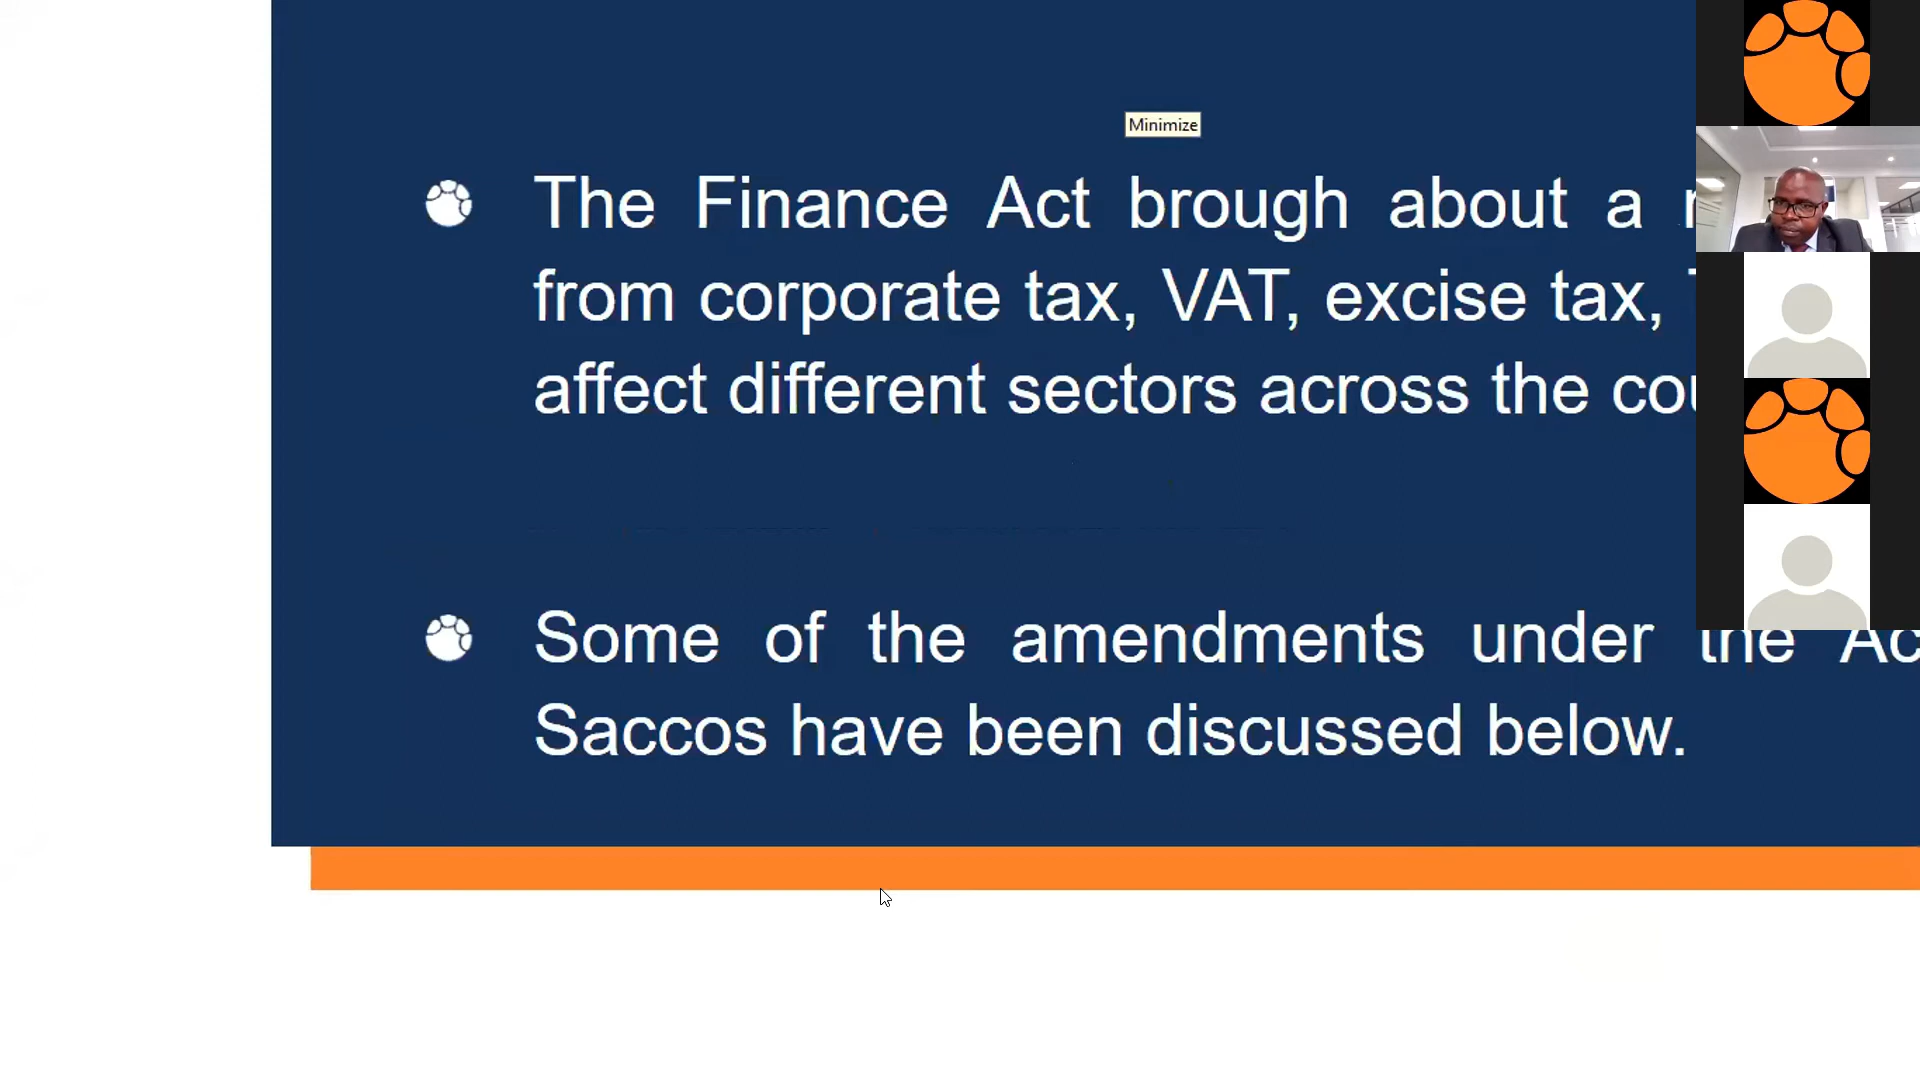 Minimize
The Finance Act brough about a
from corporate tax, VAT, excise tax,
affect different sectors across the
Some of the amendments under the
Saccos have been discussed below.